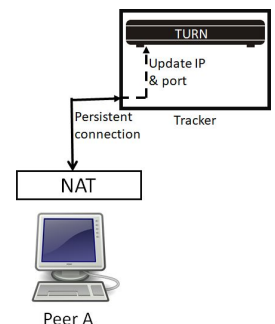 TURN
Update IP
& port
Persistent
connection
Tracker
NAT
Peer A